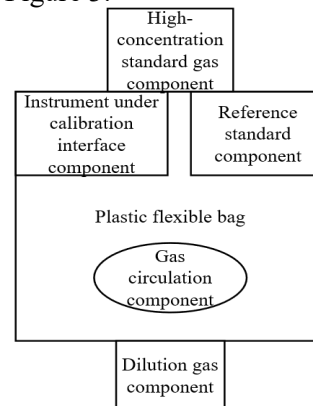 Figure 3.
High-
concentration
standard gas
component
Instrument under
calibration
interface
component
Reference
standard
component
Plastic flexible bag
Gas
circulation
component
Dilution gas
component